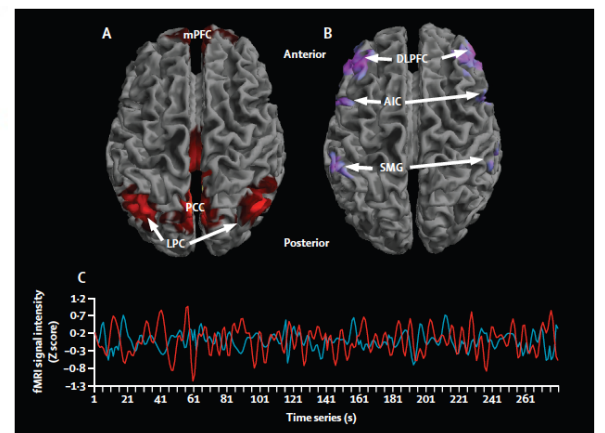 A
mPFC
PCC
LPC
Anterior
Posterior
B
DLPFC
AIC
SMG
C
fMRI signal intensity
(Z score)
1·2
0·7
0·2
−0·3
−0·8
−1·3
1 21 41 61 81 101 121 141 161 181 201 221 241 261
Time series (s)